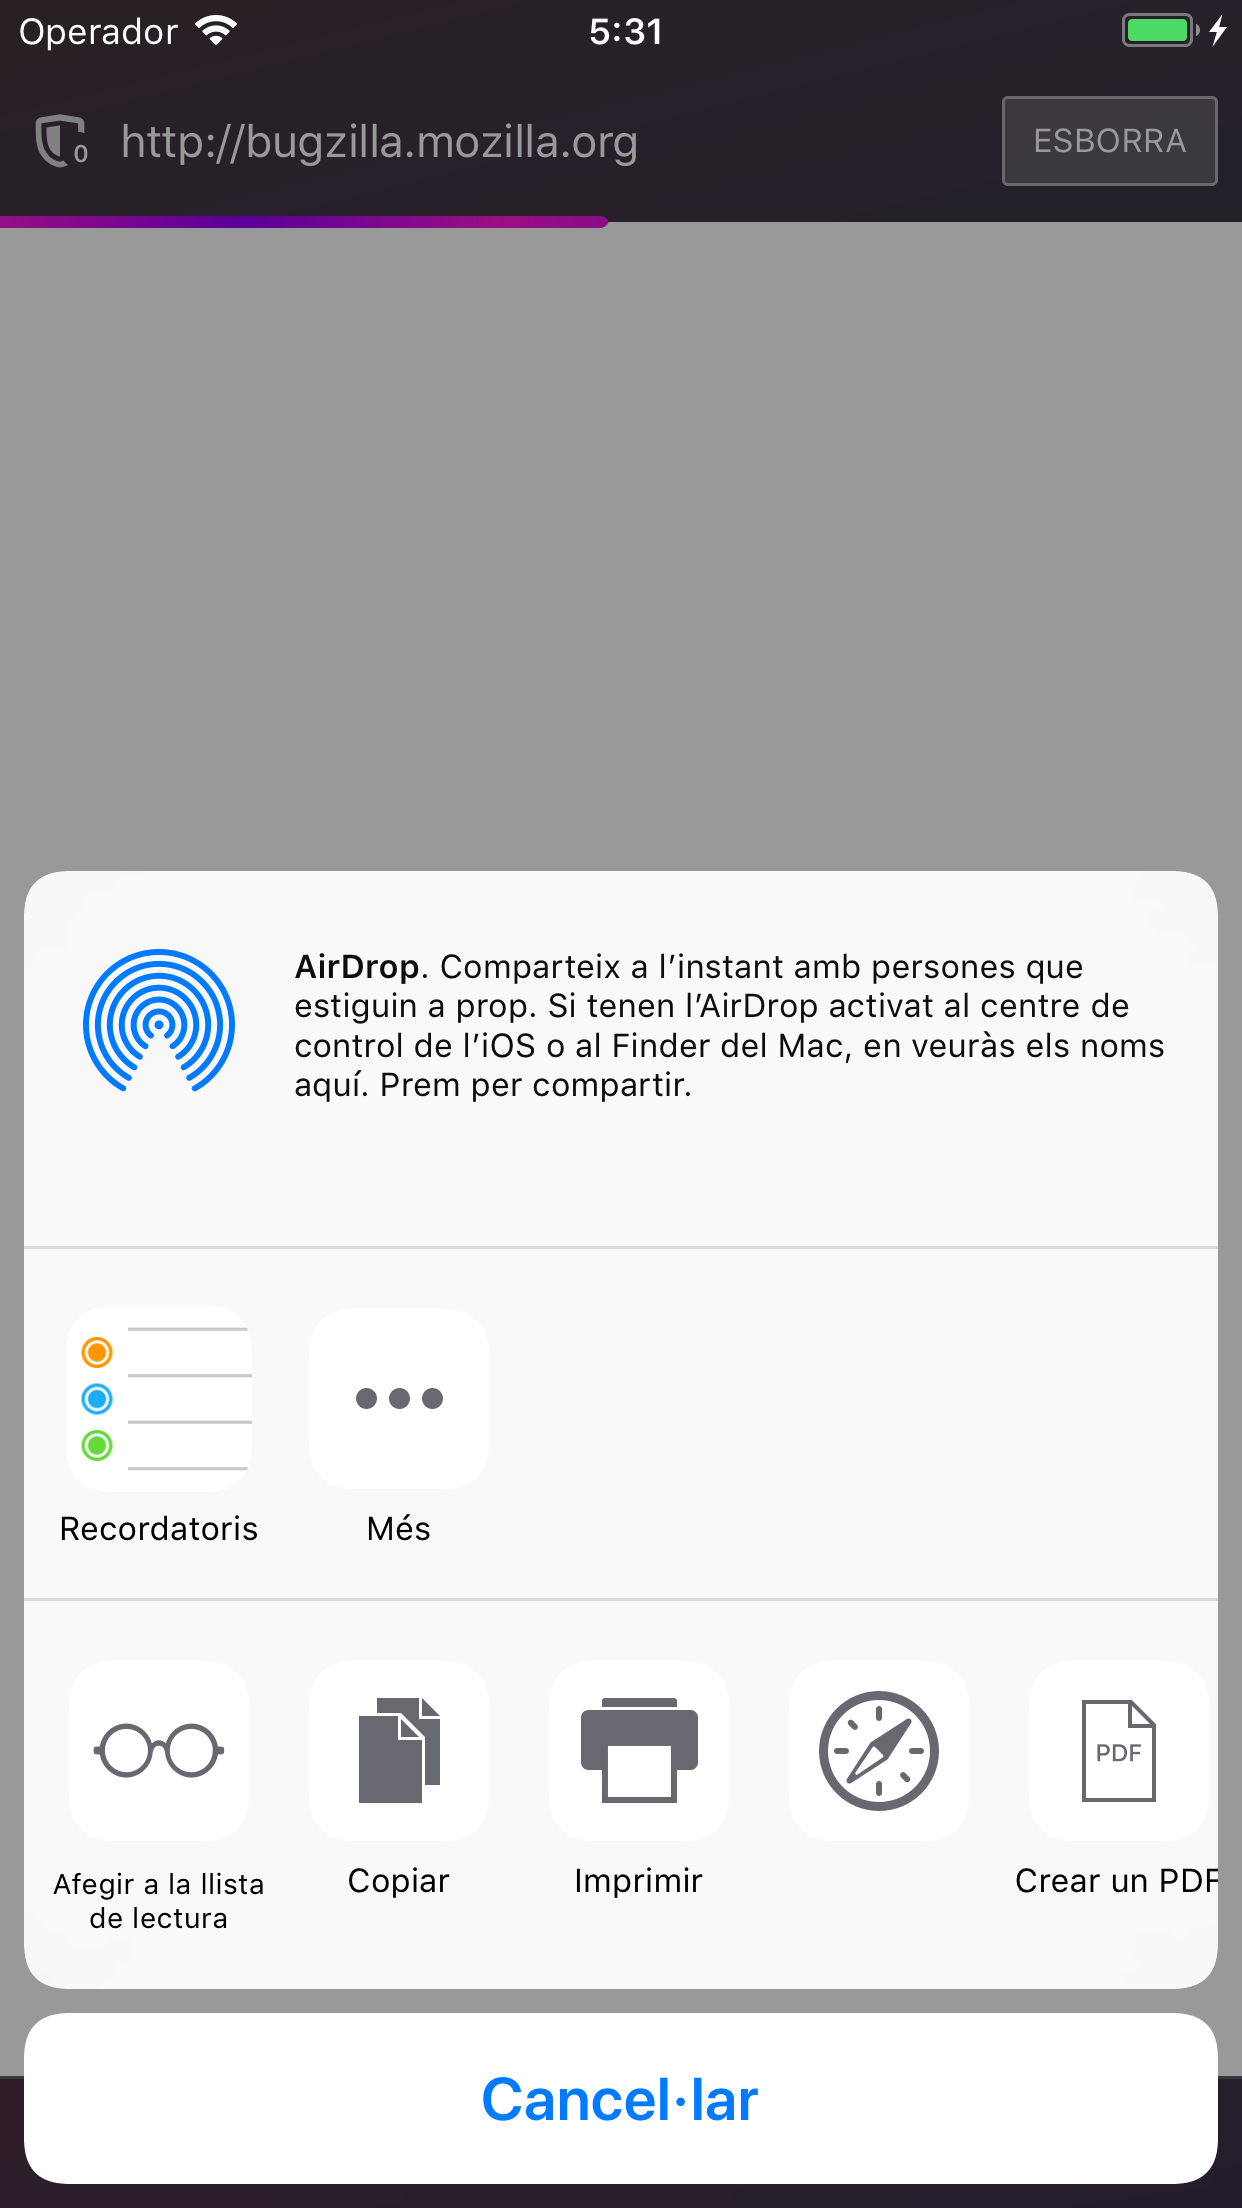 Operador
5:31
0
http://bugzilla.mozilla.org
ESBORRA
AirDrop. Comparteix a l’instant amb persones que
estiguin a prop. Si tenen l’AirDrop activat al centre de
control de l’iOS o al Finder del Mac, en veuràs els noms
aquí. Prem per compartir.
Recordatoris
Més
PDF
Afegir a la llista
de lectura
Copiar
Imprimir
Crear un PDF
Cancel·lar